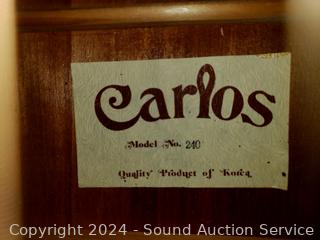 Carlos
Model No. 240
Quality Product of Korea
Copyright 2024 - Sound Auction Service